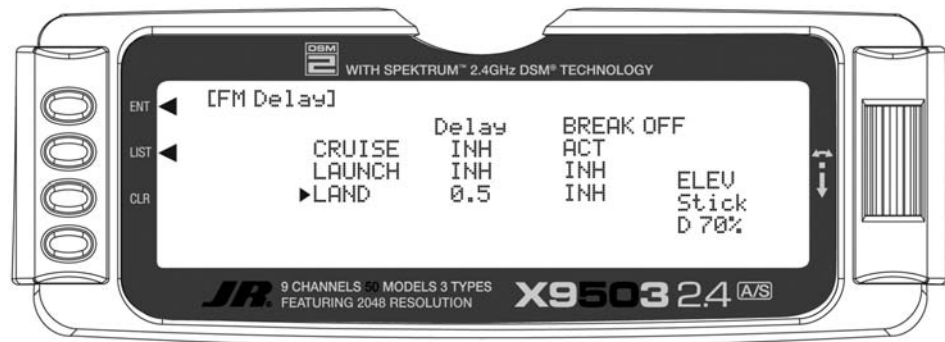 DSM
2
WITH SPEKTRUM™ 2.4GHz DSM® TECHNOLOGY
ENT
LIST
CLR
[FM Delay]
Delay BREAK OFF
CRUISE INH ACT
LAUNCH INH INH
▶LAND 0.5 INH
ELEV
Stick
D 70%
JR.
9 CHANNELS 50 MODELS 3 TYPES
FEATURING 2048 RESOLUTION
X9503 2.4 A/S